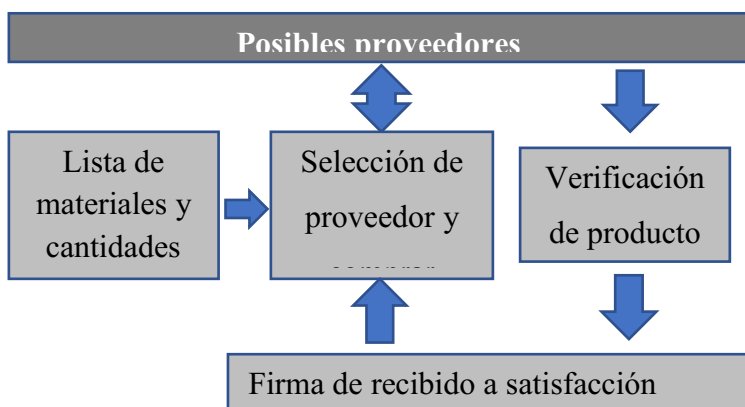 Posibles proveedores
Lista de
materiales y
cantidades
Selección de
proveedor y
Verificación
de producto
Firma de recibido a satisfacción